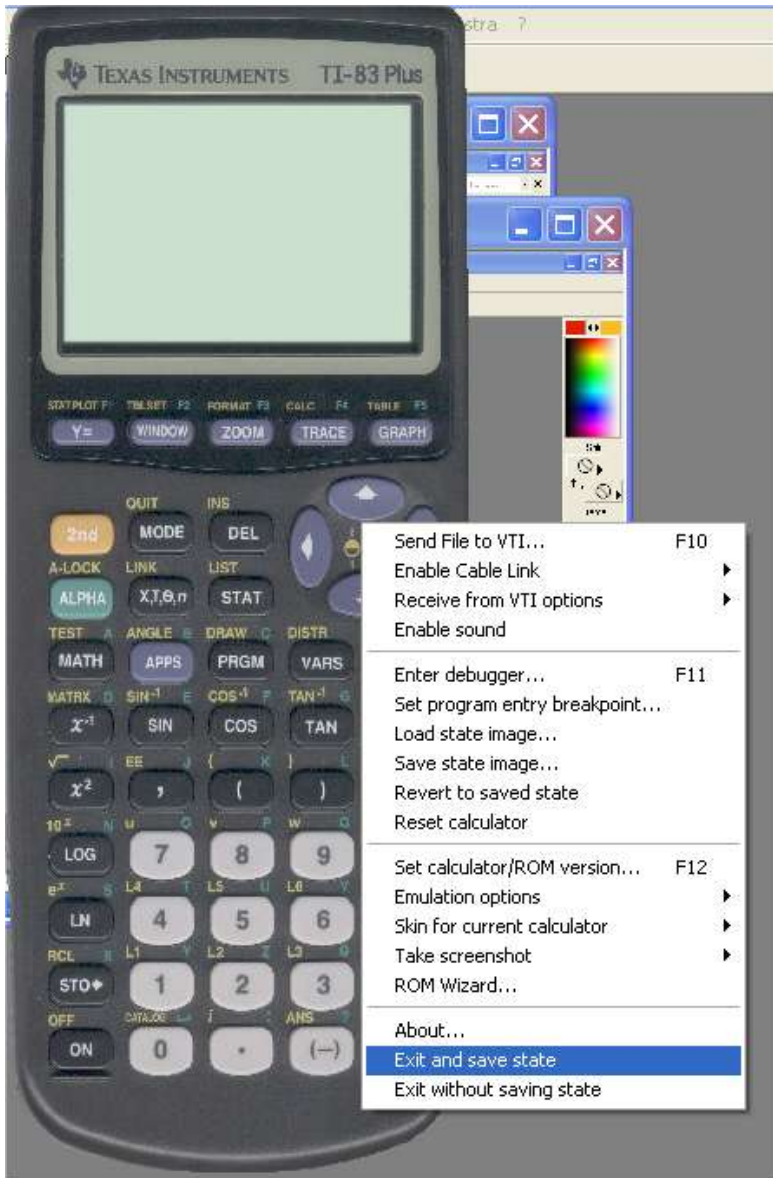 stra ?
TEXAS INSTRUMENTS TI-83 Plus
STAT PLOT F1 TBLSET F2 FORMAT F3 CALC F4 TABLE F5
Y= WINDOW ZOOM TRACE GRAPH
QUIT INS
2nd MODE DEL
A-LOCK LINK LIST
ALPHA X,T,Θ,n STAT
TEST A ANGLE B DRAW C DISTR
MATH APPS PRGM VARS
MATRX D SIN-1 E COS-1 F TAN-1 G
x-1 SIN COS TAN
√ I EE J { K } L
x2 , ( )
10x N u O v P w Q
LOG 7 8 9
ex S L4 T L5 U L6 V
LN 4 5 6
RCL X L1 Y L2 Z L3 Θ
STO 1 2 3
OFF CATALOG i : ANS ?
ON 0 . (—)
Send File to VTI... F10
Enable Cable Link
Receive from VTI options
Enable sound
Enter debugger... F11
Set program entry breakpoint...
Load state image...
Save state image...
Revert to saved state
Reset calculator
Set calculator/ROM version... F12
Emulation options
Skin for current calculator
Take screenshot
ROM Wizard...
About...
Exit and save state
Exit without saving state